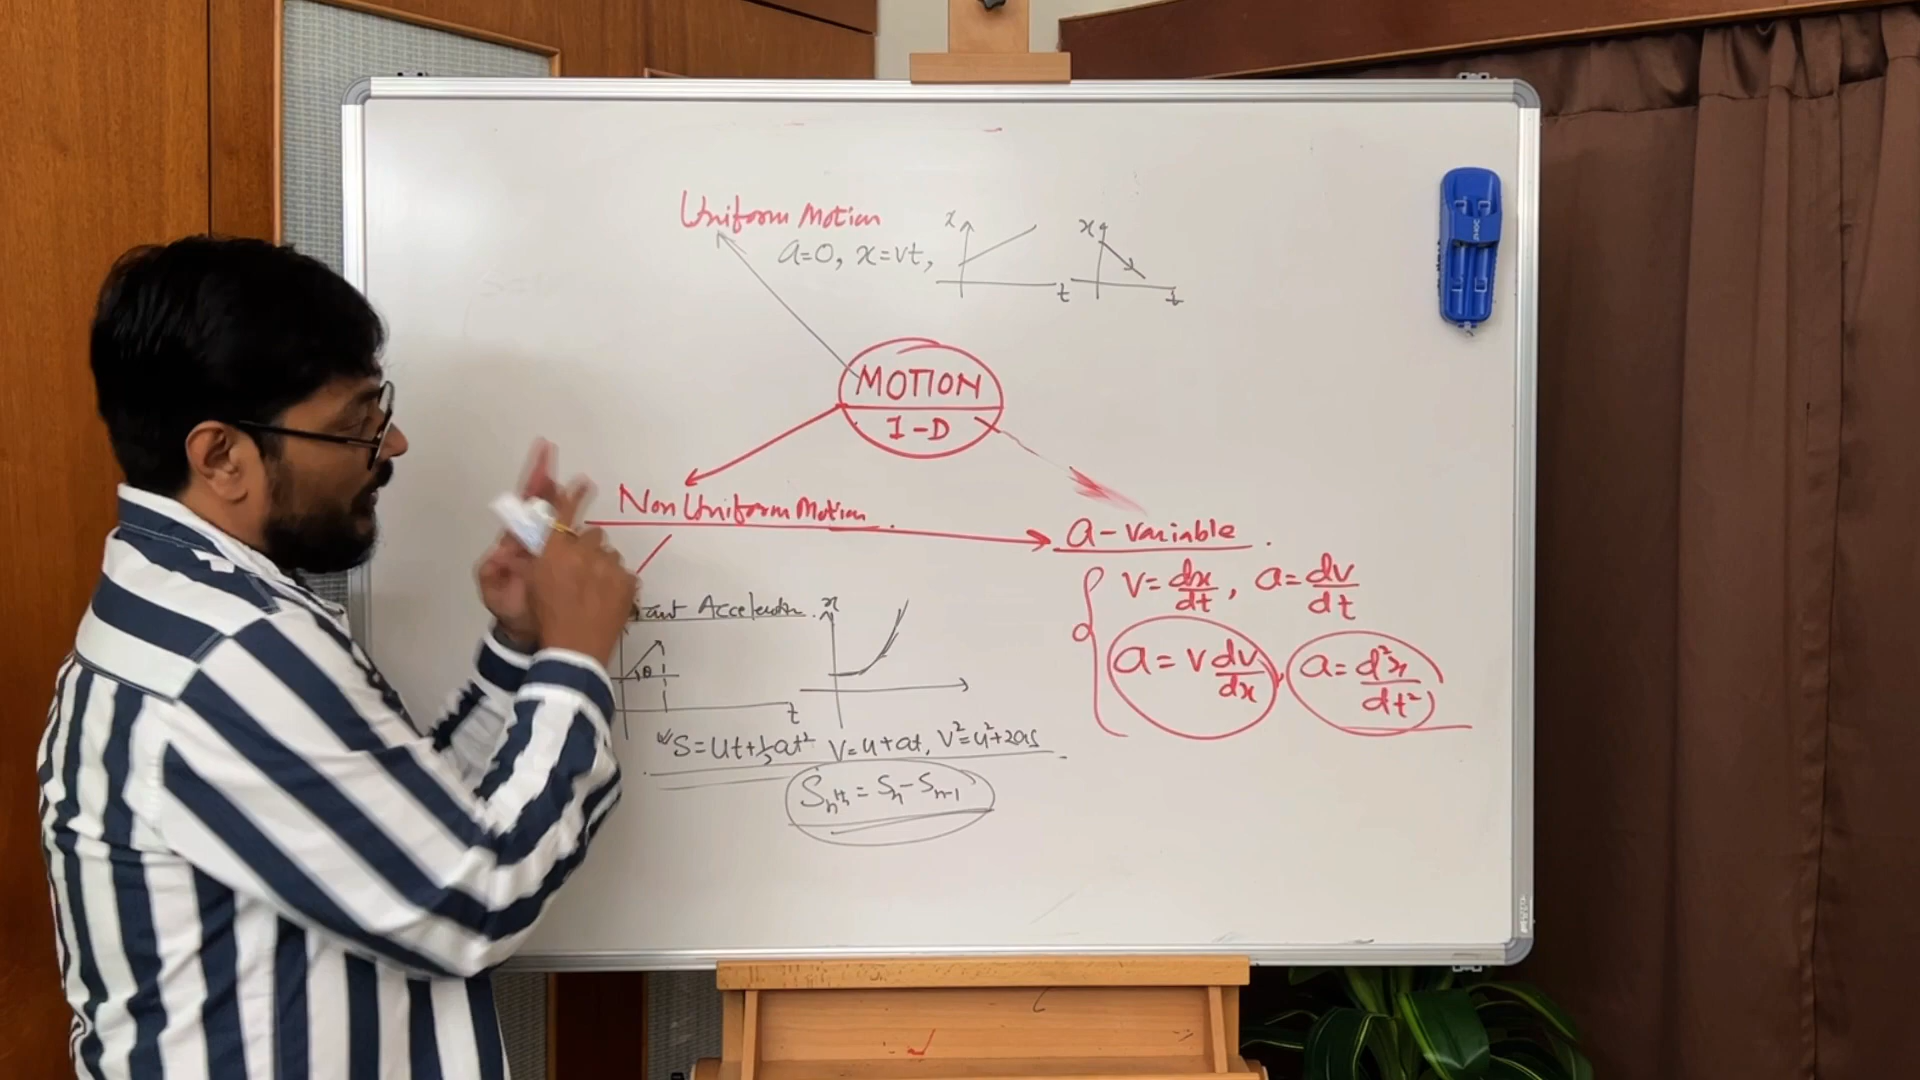 Uniform Motion
a=0, x=vt,
x
t
x
t
MOTION
1-D
Non Uniform Motion
a-variable
v=dx/dt, a=dv/dt
a=v dv/dx, a=d²x/dt²
x
θ
t
S=ut+½at² v=u+at, v²=u²+2as
Sₙth=Sₙ-Sₙ₋₁